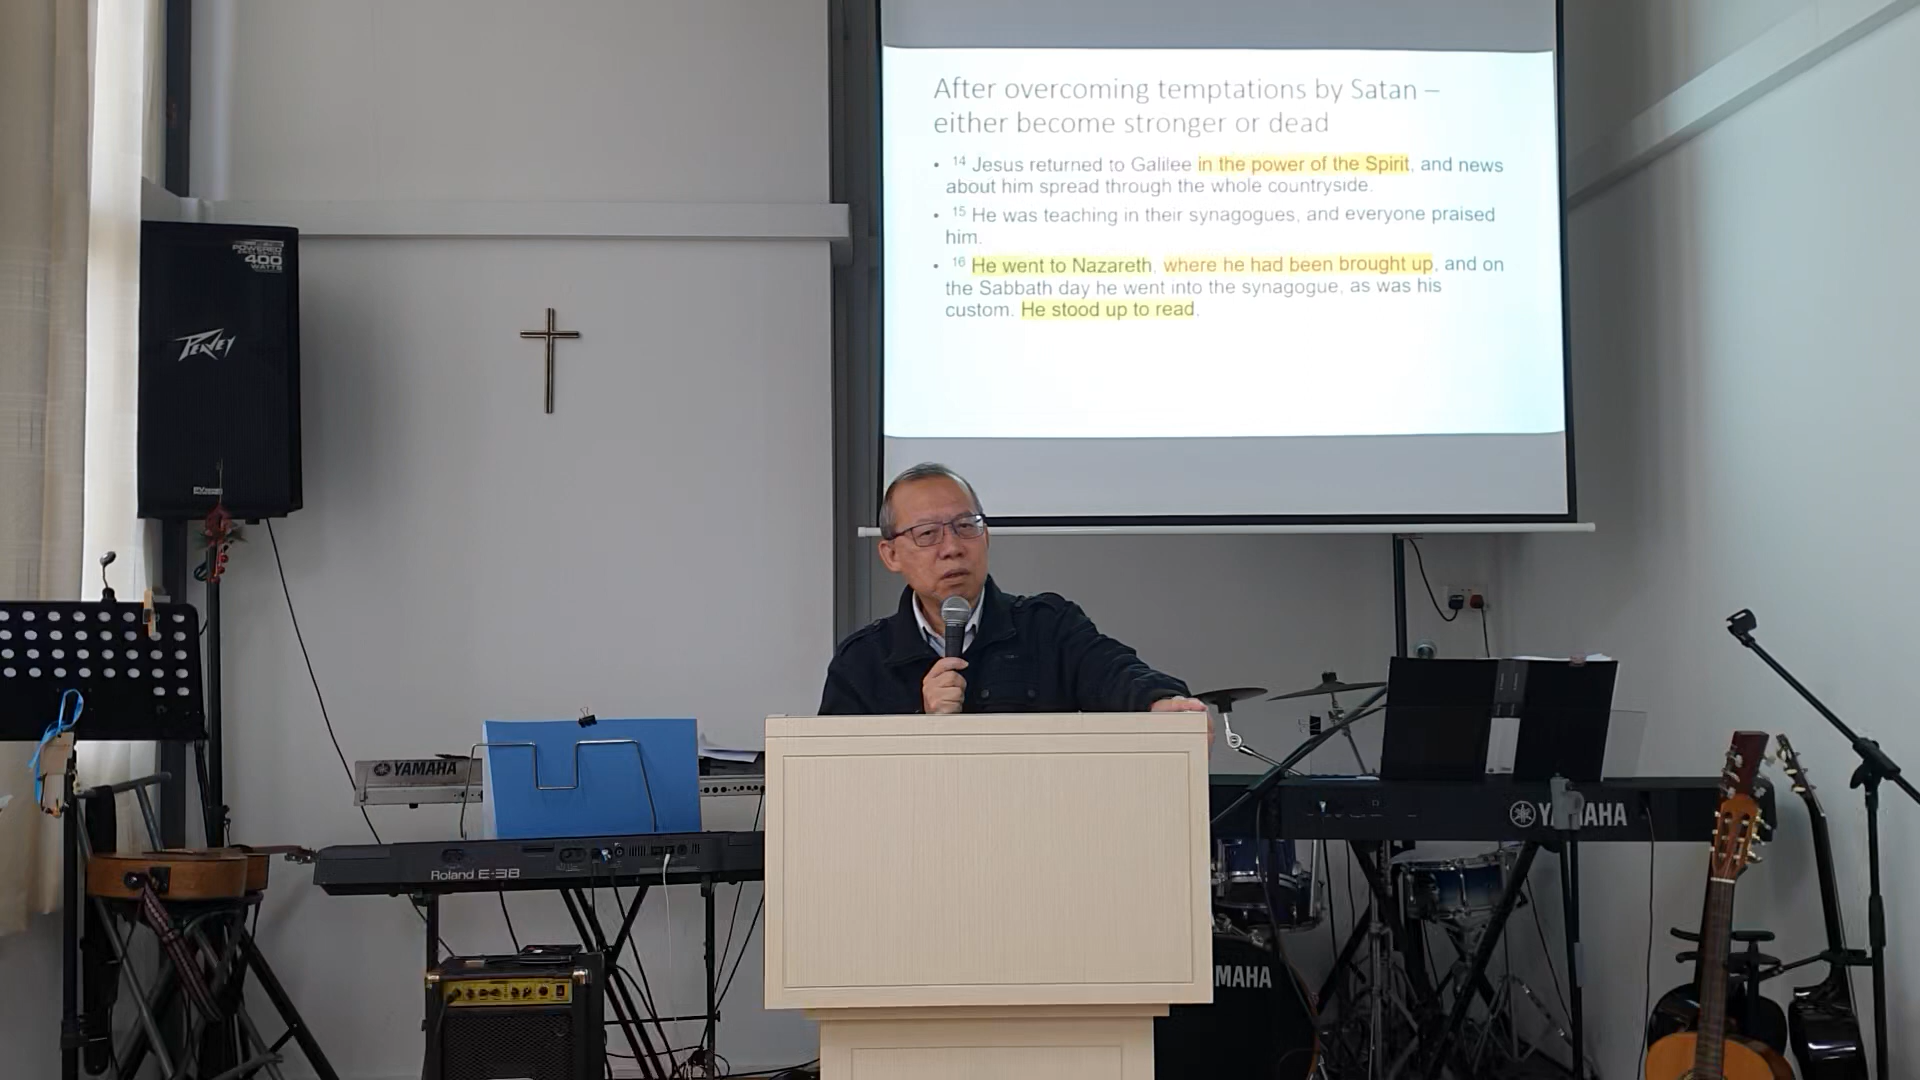 After overcoming temptations by Satan –
either become stronger or dead
• 14 Jesus returned to Galilee in the power of the Spirit, and news
about him spread through the whole countryside.
• 15 He was teaching in their synagogues, and everyone praised
him.
• 16 He went to Nazareth, where he had been brought up, and on
the Sabbath day he went into the synagogue, as was his
custom. He stood up to read.
POWERED
400
WATTS
PEAVEY
YAMAHA
Roland E-38
YAMAHA
MAHA